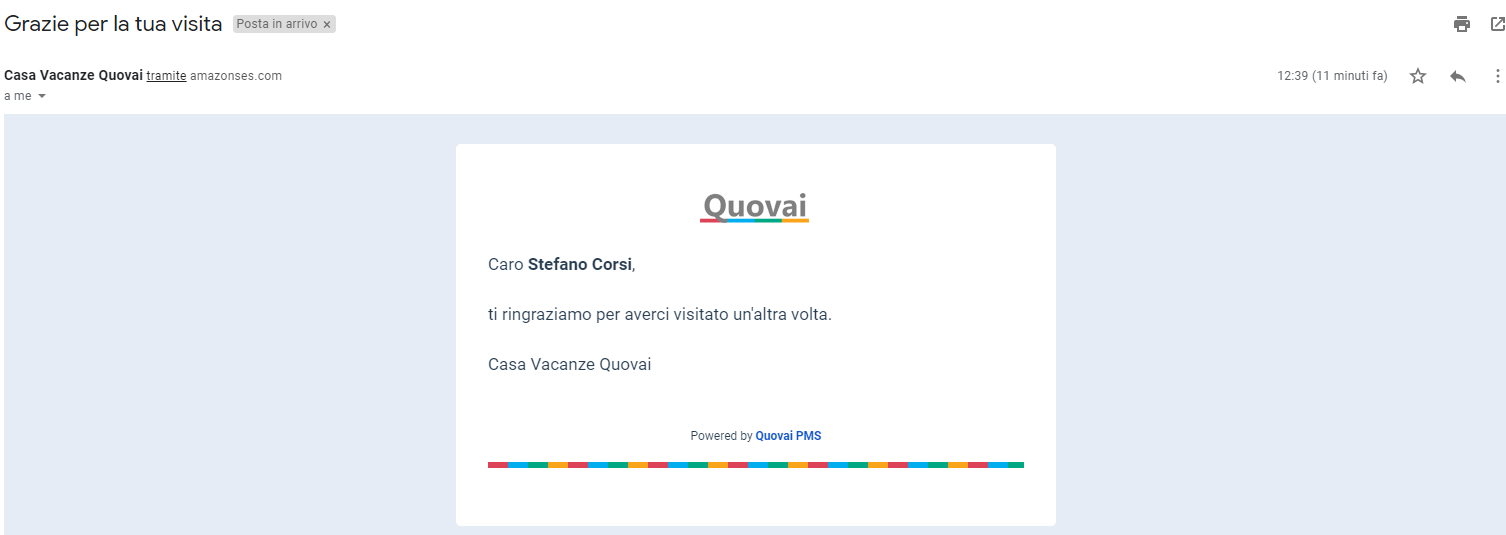 Grazie per la tua visita Posta in arrivo ×
Casa Vacanze Quovai tramite amazonses.com 12:39 (11 minuti fa)
a me
Quovai
Caro Stefano Corsi,
ti ringraziamo per averci visitato un'altra volta.
Casa Vacanze Quovai
Powered by Quovai PMS